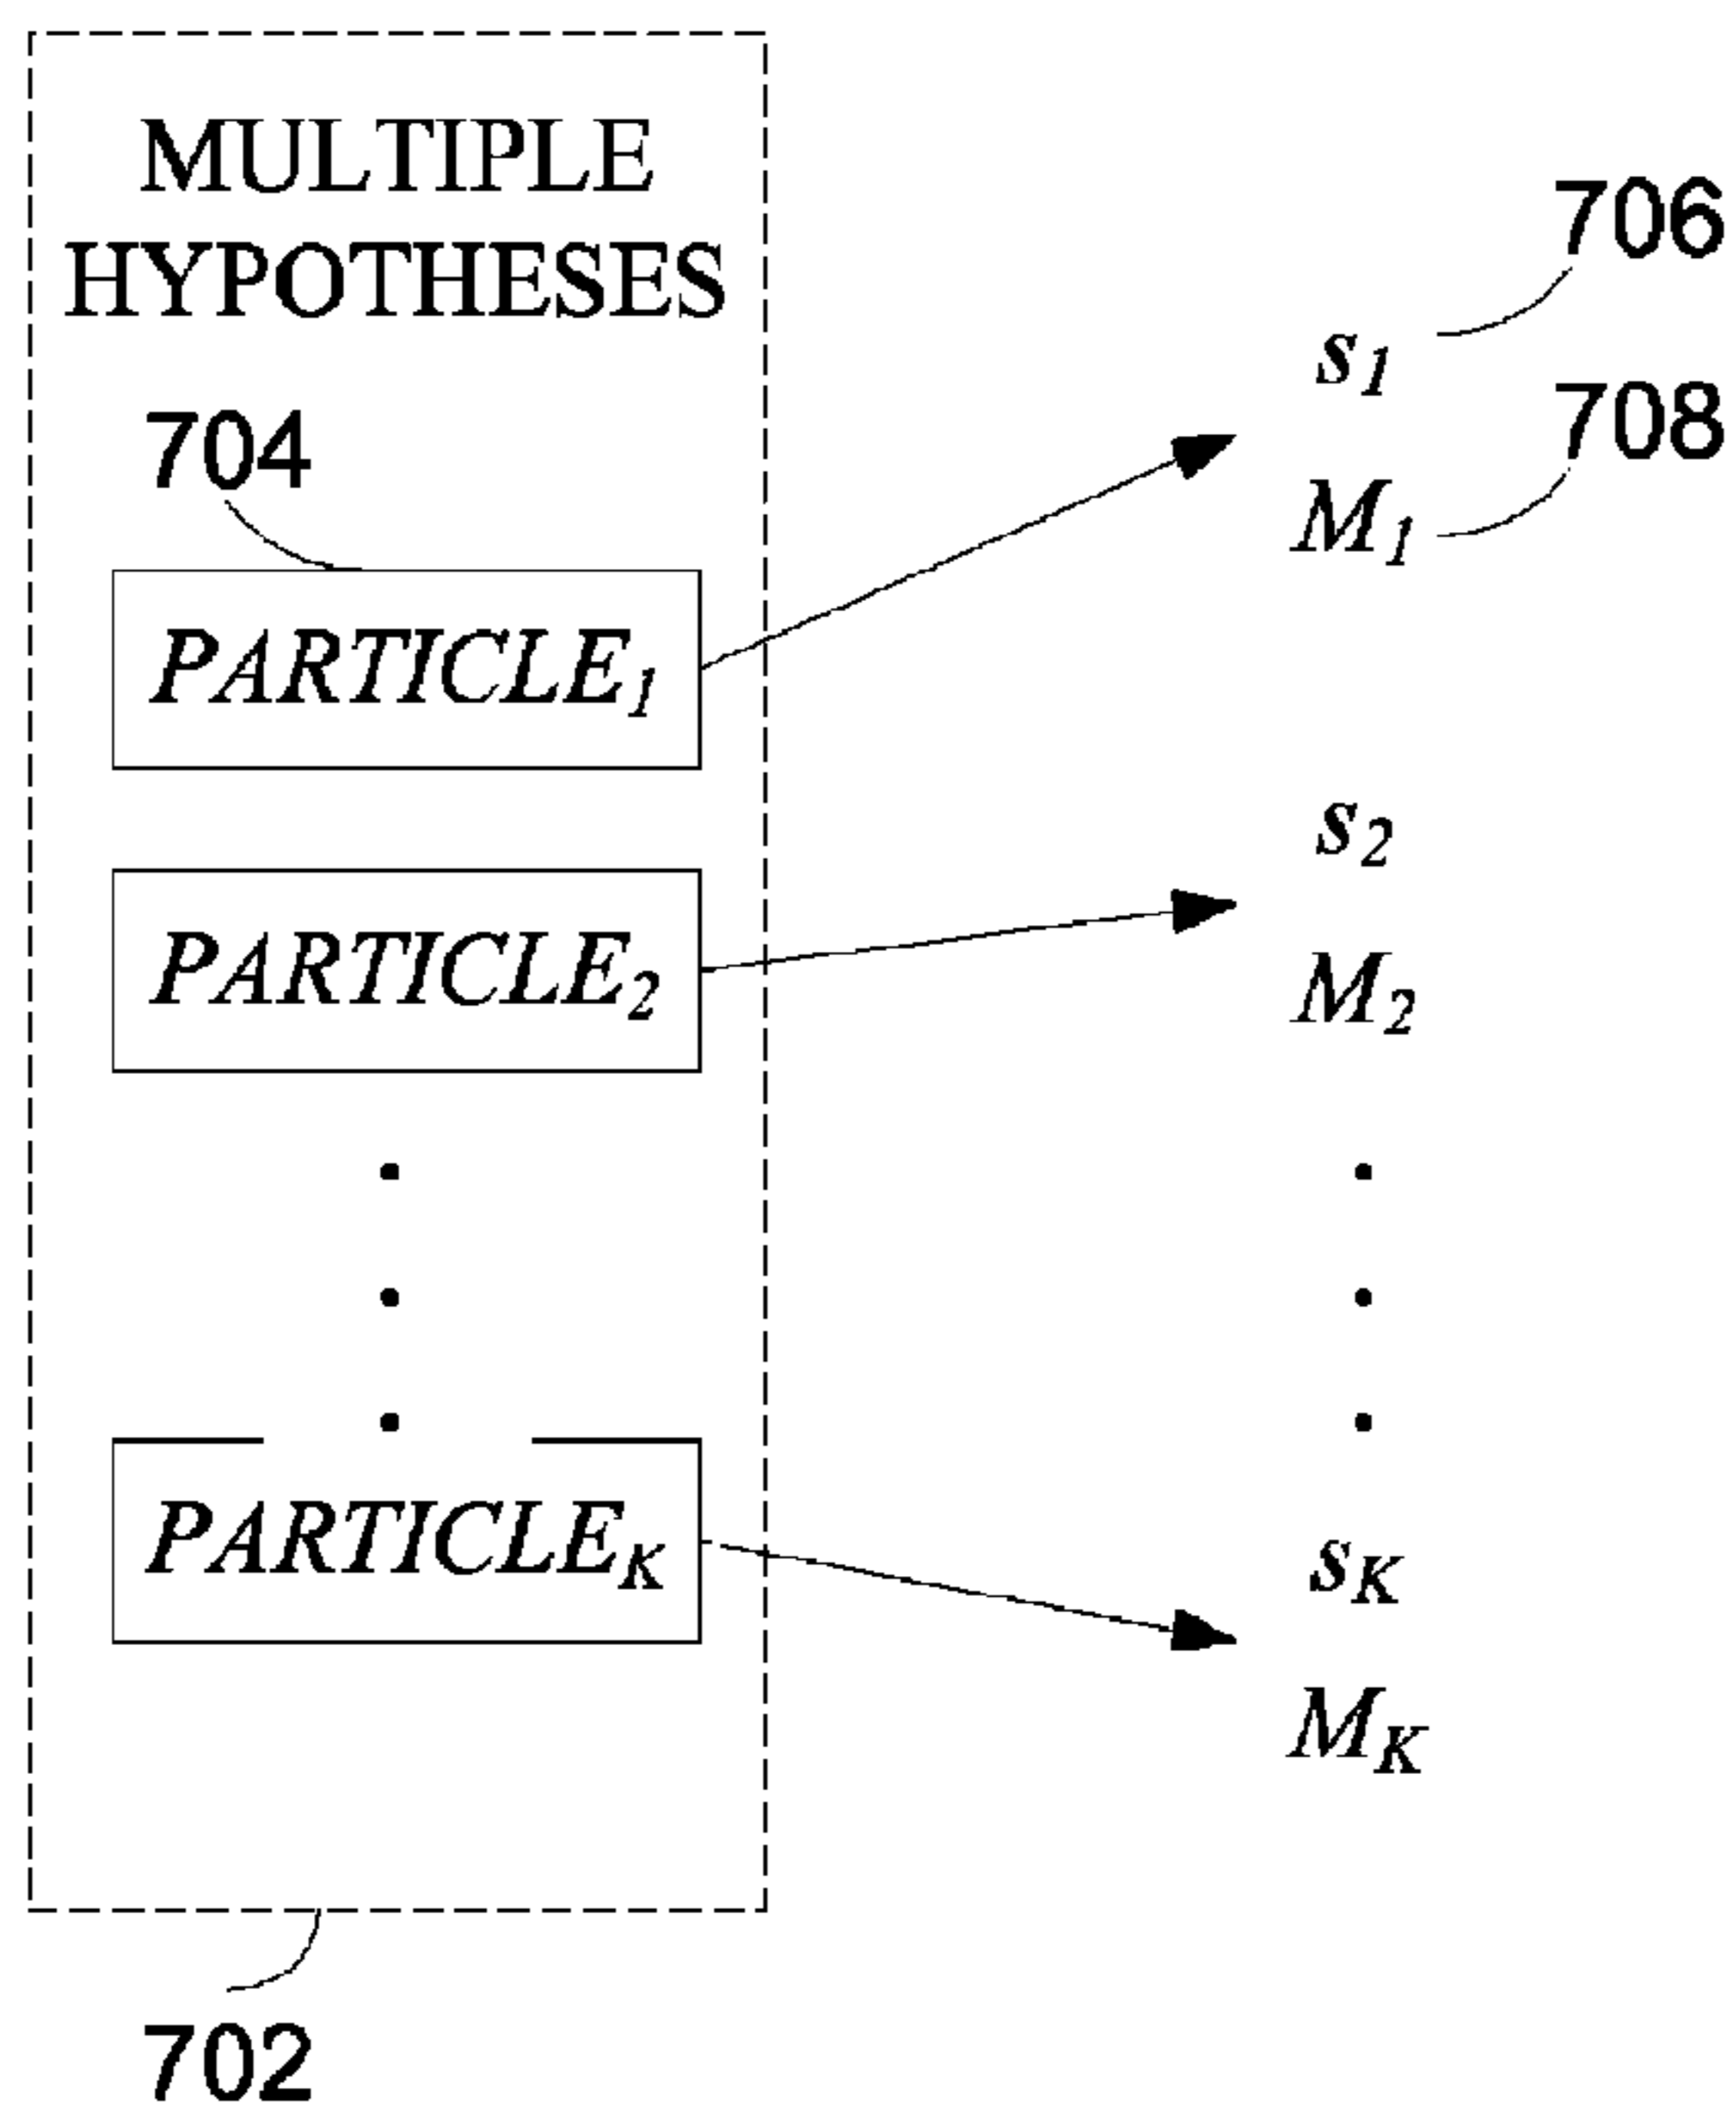 MULTIPLE
HYPOTHESES
704
PARTICLE₁
PARTICLE₂
PARTICLEK
702
706
s₁
708
M₁
s₂
M₂
sK
MK